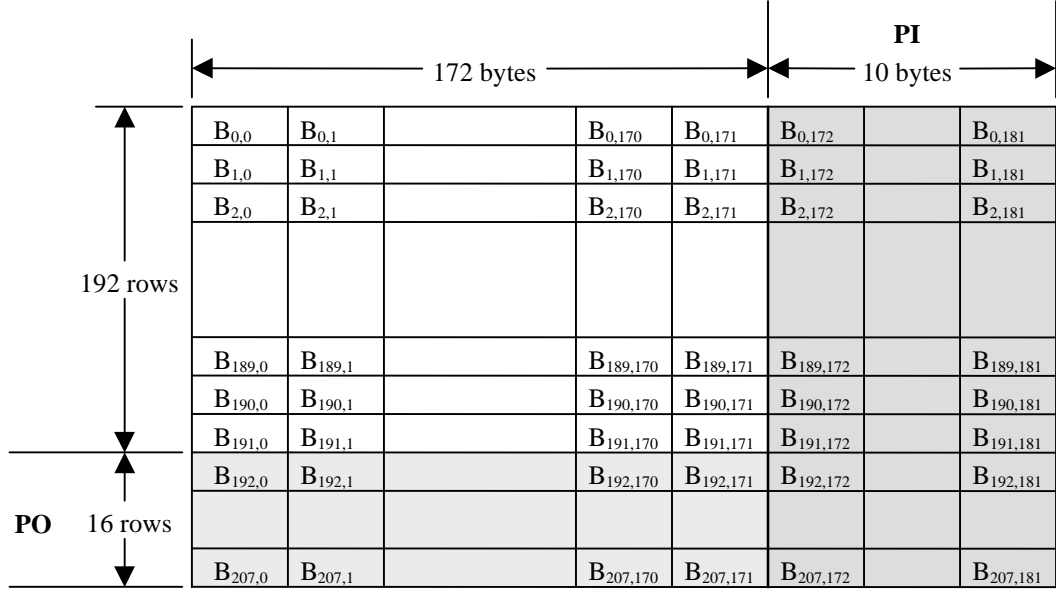 PI
172 bytes 10 bytes
B0,0 B0,1 B0,170 B0,171 B0,172 B0,181
B1,0 B1,1 B1,170 B1,171 B1,172 B1,181
B2,0 B2,1 B2,170 B2,171 B2,172 B2,181
192 rows
B189,0 B189,1 B189,170 B189,171 B189,172 B189,181
B190,0 B190,1 B190,170 B190,171 B190,172 B190,181
B191,0 B191,1 B191,170 B191,171 B191,172 B191,181
B192,0 B192,1 B192,170 B192,171 B192,172 B192,181
PO 16 rows
B207,0 B207,1 B207,170 B207,171 B207,172 B207,181